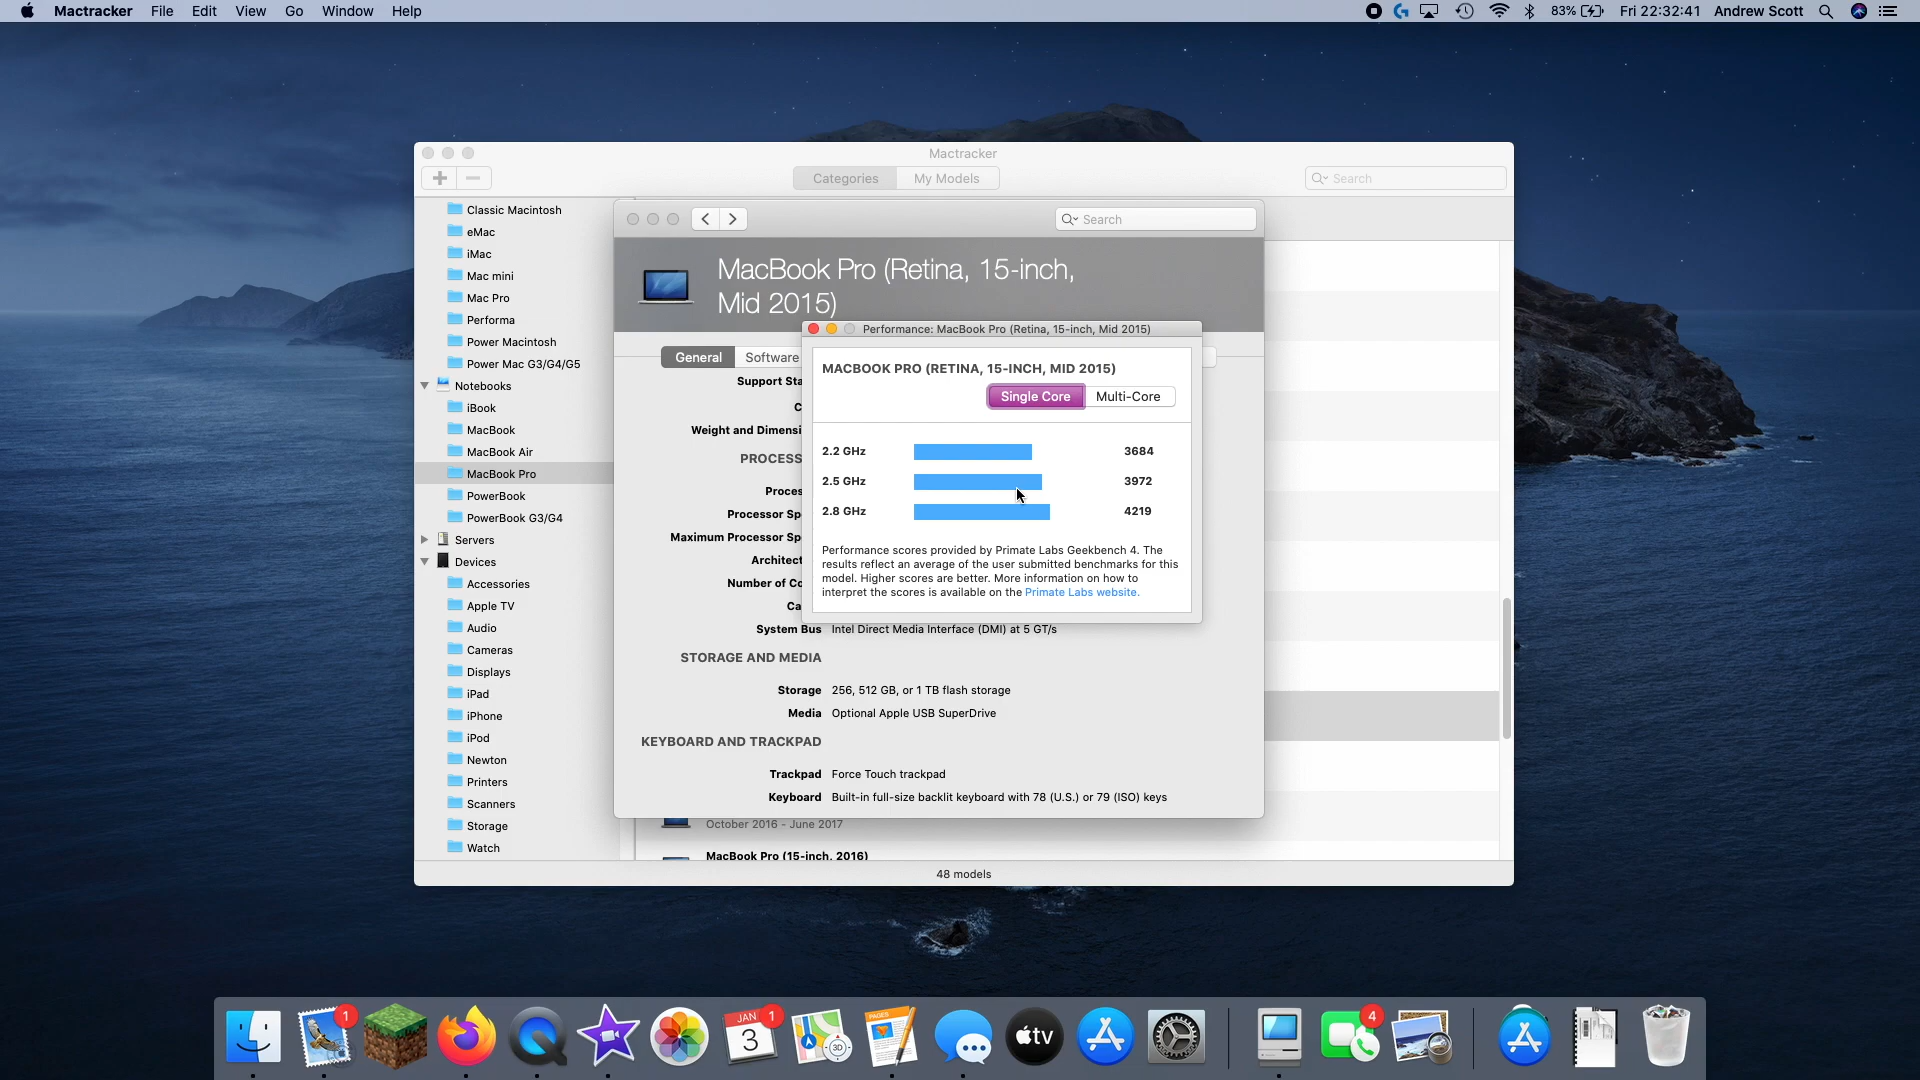 Mactracker File Edit View Go Window Help
83% Fri 22:32:41 Andrew Scott
Mactracker
Categories My Models
Search
Classic Macintosh
eMac
iMac
Mac mini
Mac Pro
Performa
Power Macintosh
Power Mac G3/G4/G5
Notebooks
iBook
MacBook
MacBook Air
MacBook Pro
PowerBook
PowerBook G3/G4
Servers
Devices
Accessories
Apple TV
Audio
Cameras
Displays
iPad
iPhone
iPod
Newton
Printers
Scanners
Storage
Watch
Search
MacBook Pro (Retina, 15-inch,
Mid 2015)
General Software
Support Sta
C
Weight and Dimensi
PROCESS
Proces
Processor Sp
Maximum Processor Sp
Architect
Number of Co
Ca
System Bus Intel Direct Media Interface (DMI) at 5 GT/s
STORAGE AND MEDIA
Storage 256, 512 GB, or 1 TB flash storage
Media Optional Apple USB SuperDrive
KEYBOARD AND TRACKPAD
Trackpad Force Touch trackpad
Keyboard Built-in full-size backlit keyboard with 78 (U.S.) or 79 (ISO) keys
Performance: MacBook Pro (Retina, 15-inch, Mid 2015)
MACBOOK PRO (RETINA, 15-INCH, MID 2015)
Single Core Multi-Core
2.2 GHz 3684
2.5 GHz 3972
2.8 GHz 4219
Performance scores provided by Primate Labs Geekbench 4. The
results reflect an average of the user submitted benchmarks for this
model. Higher scores are better. More information on how to
interpret the scores is available on the Primate Labs website.
October 2016 - June 2017
MacBook Pro (15-inch, 2016)
48 models
1
JAN
3
1
3D
PAGES
tv
4